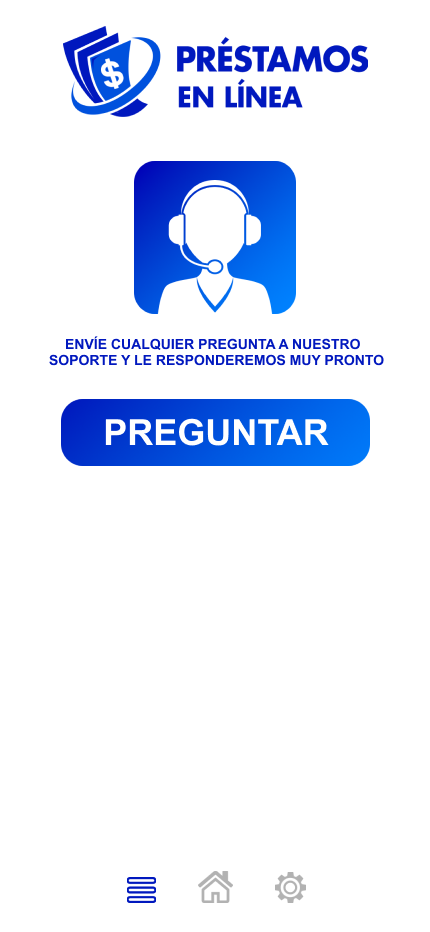 PRÉSTAMOS
EN LÍNEA
$
ENVÍE CUALQUIER PREGUNTA A NUESTRO
SOPORTE Y LE RESPONDEREMOS MUY PRONTO
PREGUNTAR